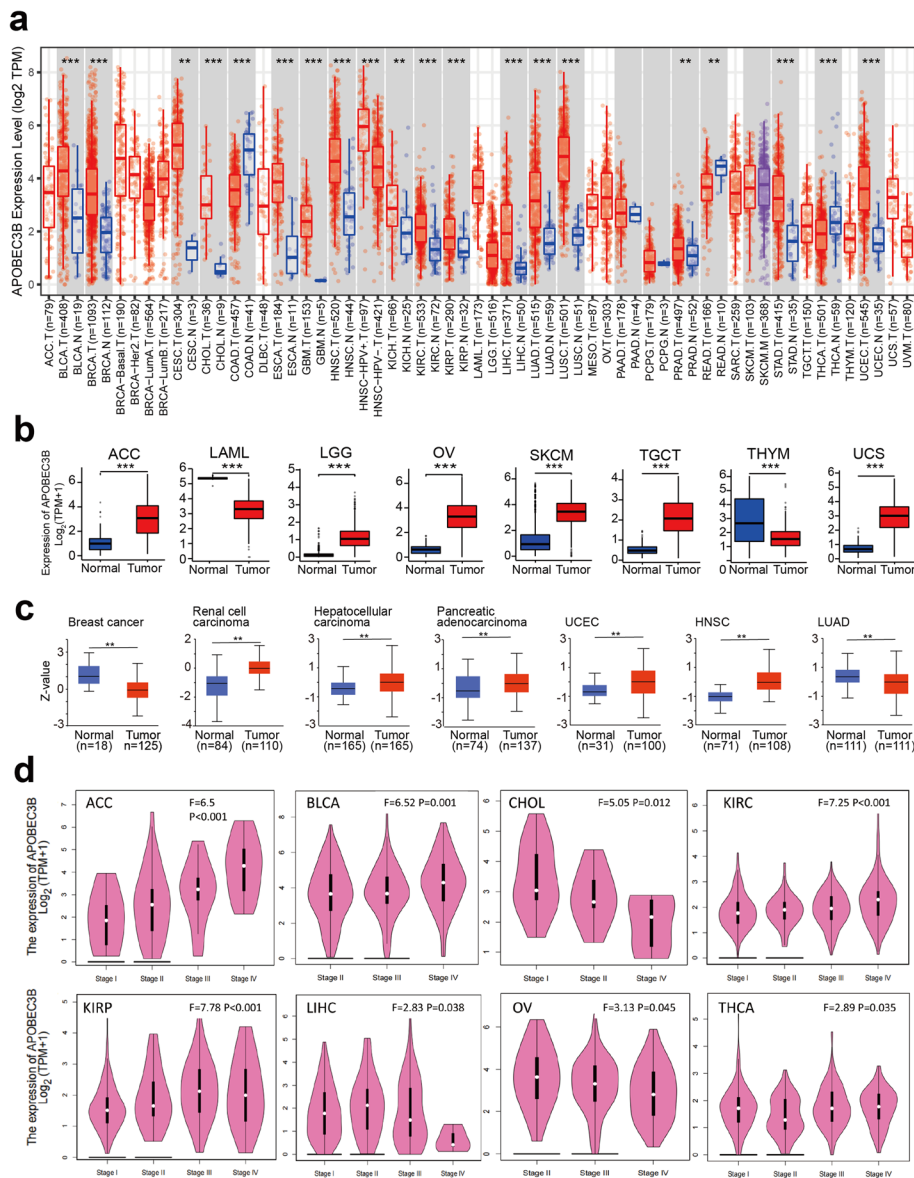 a
APOBEC3B Expression Level (log2 TPM)
8
6
4
2
0
*** *** ** *** *** *** *** *** *** ** *** *** *** *** *** ** ** *** *** ***
ACC.T (n=79)
BLCA.T (n=408)
BLCA.N (n=19)
BRCA.T (n=1093)
BRCA.N (n=112)
BRCA-Basal.T (n=190)
BRCA-Her2.T (n=82)
BRCA-LumA.T (n=564)
BRCA-LumB.T (n=217)
CESC.T (n=304)
CESC.N (n=3)
CHOL.T (n=36)
CHOL.N (n=9)
COAD.T (n=457)
COAD.N (n=41)
DLBC.T (n=48)
ESCA.T (n=184)
ESCA.N (n=11)
GBM.T (n=153)
GBM.N (n=5)
HNSC.T (n=520)
HNSC.N (n=44)
HNSC-HPV+.T (n=97)
HNSC-HPV-.T (n=421)
KICH.T (n=66)
KICH.N (n=25)
KIRC.T (n=533)
KIRC.N (n=72)
KIRP.T (n=290)
KIRP.N (n=32)
LAML.T (n=173)
LGG.T (n=516)
LIHC.T (n=371)
LIHC.N (n=50)
LUAD.T (n=515)
LUAD.N (n=59)
LUSC.T (n=501)
LUSC.N (n=51)
MESO.T (n=87)
OV.T (n=303)
PAAD.T (n=178)
PAAD.N (n=4)
PCPG.T (n=179)
PCPG.N (n=3)
PRAD.T (n=497)
PRAD.N (n=52)
READ.T (n=166)
READ.N (n=10)
SARC.T (n=259)
SKCM.T (n=103)
SKCM.M (n=368)
STAD.T (n=415)
STAD.N (n=35)
TGCT.T (n=150)
THCA.T (n=501)
THCA.N (n=59)
THYM.T (n=120)
UCEC.T (n=545)
UCEC.N (n=35)
UCS.T (n=57)
UVM.T (n=80)
b
Expression of APOBEC3B
Log2(TPM+1)
ACC LAML LGG OV SKCM TGCT THYM UCS
*** *** *** *** *** *** *** ***
Normal Tumor Normal Tumor Normal Tumor Normal Tumor Normal Tumor Normal Tumor Normal Tumor Normal Tumor
c
Z-value
Breast cancer
Renal cell
carcinoma
Hepatocellular
carcinoma
Pancreatic
adenocarcinoma
UCEC
HNSC
LUAD
** ** ** ** ** ** **
Normal Tumor Normal Tumor Normal Tumor Normal Tumor Normal Tumor Normal Tumor Normal Tumor
(n=18) n=125) (n=84) (n=110) (n=165) (n=165) (n=74) (n=137) (n=31) (n=100) (n=71) (n=108) (n=111) (n=111)
d
The expression of APOBEC3B
Log2 (TPM+1)
ACC
F=6.5
P<0.001
Stage I Stage II Stage III Stage IV
BLCA
F=6.52 P=0.001
Stage II Stage III Stage IV
CHOL
F=5.05 P=0.012
Stage I Stage II Stage IV
KIRC
F=7.25 P<0.001
Stage I Stage II Stage III Stage IV
The expression of APOBEC3B
Log2 (TPM+1)
KIRP
F=7.78 P<0.001
Stage I Stage II Stage III Stage IV
LIHC
F=2.83 P=0.038
Stage I Stage II Stage III Stage IV
OV
F=3.13 P=0.045
Stage II Stage III Stage IV
THCA
F=2.89 P=0.035
Stage I Stage II Stage III Stage IV